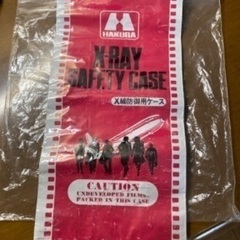 HAKUBA
X-RAY
SAFETY CASE
X線防御用ケース
CAUTION
UNDEVELOPED FILMS
PACKED IN THIS CASE